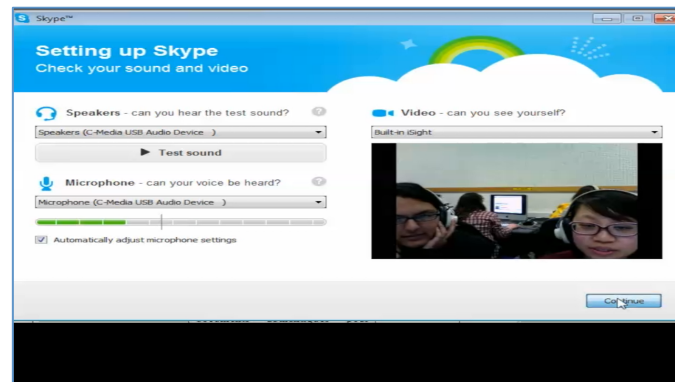 Skype™
Setting up Skype
Check your sound and video
Speakers - can you hear the test sound?
Speakers (C-Media USB Audio Device )
Test sound
Microphone - can your voice be heard?
Microphone (C-Media USB Audio Device )
Automatically adjust microphone settings
Video - can you see yourself?
Built-in iSight
Continue